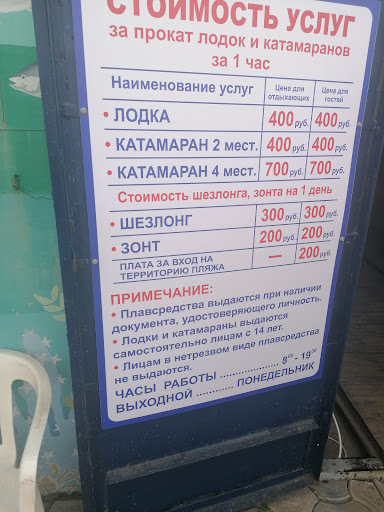 СТОИМОСТЬ УСЛУГ
за прокат лодок и катамаранов
за 1 час
Наименование услуг Цена для отдыхающих Цена для гостей
• ЛОДКА 400 руб. 400 руб.
• КАТАМАРАН 2 мест. 400 руб. 400 руб.
• КАТАМАРАН 4 мест. 700 руб. 700 руб.
Стоимость шезлонга, зонта на 1 день
• ШЕЗЛОНГ 300 руб. 300 руб.
• ЗОНТ 200 руб. 200 руб.
ПЛАТА ЗА ВХОД НА
ТЕРРИТОРИЮ ПЛЯЖА — 200 руб.
ПРИМЕЧАНИЕ:
• Плавсредства выдаются при наличии
документа, удостоверяющего личность.
• Лодки и катамараны выдаются
самостоятельно лицам с 14 лет.
• Лицам в нетрезвом виде плавсредства
не выдаются.
ЧАСЫ РАБОТЫ .................... 8⁰⁰ - 19⁰⁰
ВЫХОДНОЙ ........... ПОНЕДЕЛЬНИК